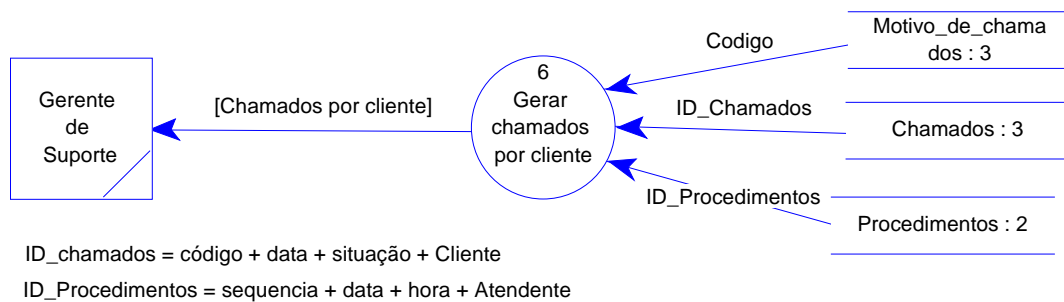 Gerente
de
Suporte
[Chamados por cliente]
6
Gerar
chamados
por cliente
Codigo
ID_Chamados
ID_Procedimentos
Motivo_de_chama
dos : 3
Chamados : 3
Procedimentos : 2
ID_chamados = código + data + situação + Cliente
ID_Procedimentos = sequencia + data + hora + Atendente